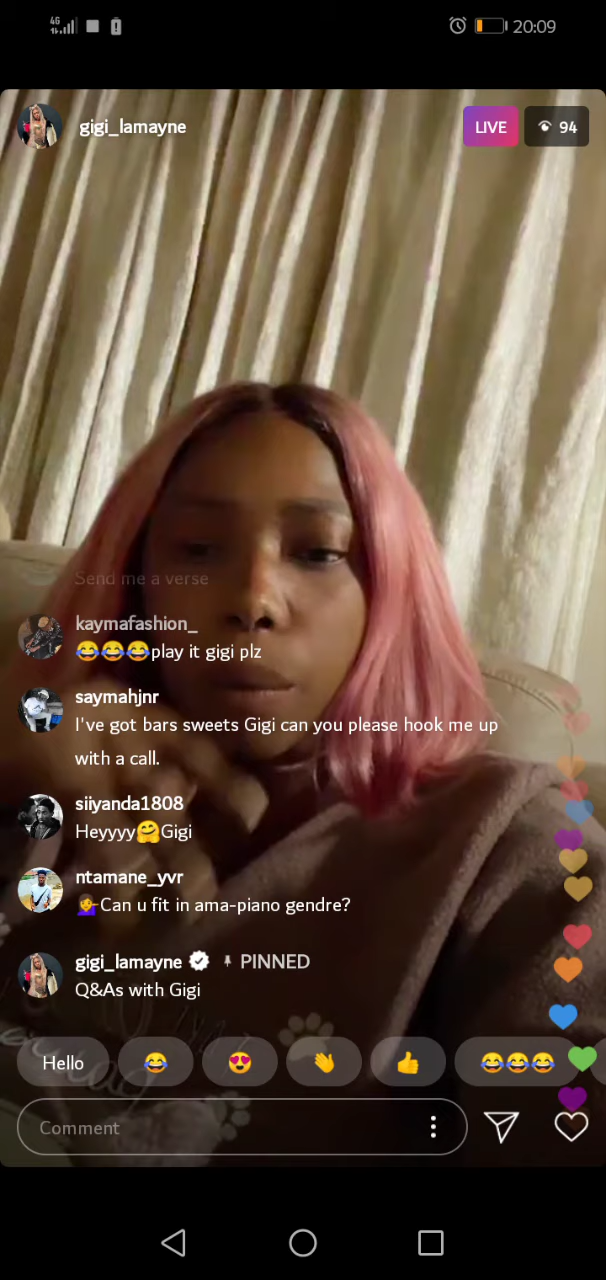 4G
20:09
gigi_lamayne
LIVE
94
Send me a verse
kaymafashion_
😂😂😂play it gigi plz
saymahjnr
I've got bars sweets Gigi can you please hook me up
with a call.
siiyanda1808
Heyyyy🤗Gigi
ntamane_yvr
💁‍♀️Can u fit in ama-piano gendre?
gigi_lamayne PINNED
Q&As with Gigi
Hello 😂 😍 👋 👍 😂😂😂
Comment